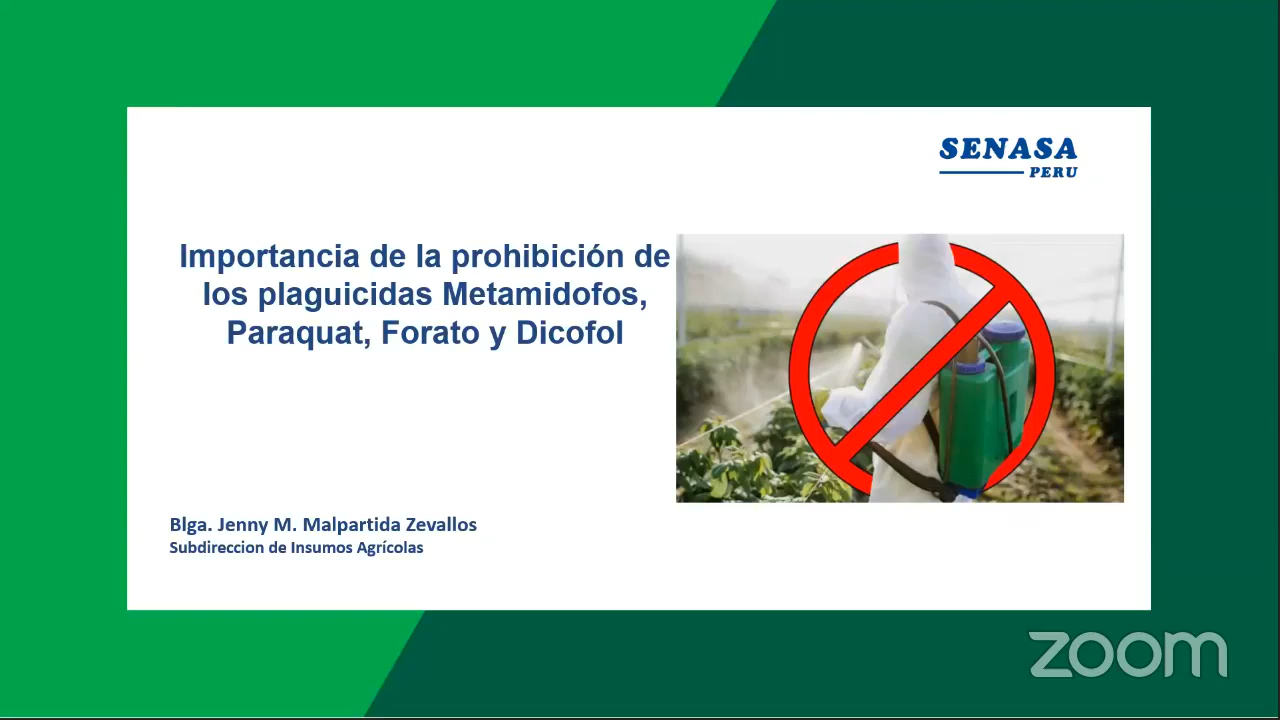 SENASA
PERU
Importancia de la prohibición de
los plaguicidas Metamidofos,
Paraquat, Forato y Dicofol
Blga. Jenny M. Malpartida Zevallos
Subdireccion de Insumos Agrícolas
zoom